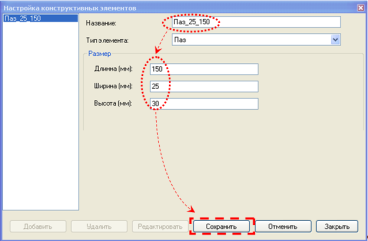 Настройка конструктивных элементов
Паз_25_150
Название: Паз_25_150
Тип элемента: Паз
Размер
Длинна (мм): 150
Ширина (мм): 25
Высота (мм): 30
Добавить Удалить Редактировать Сохранить Отменить Закрыть